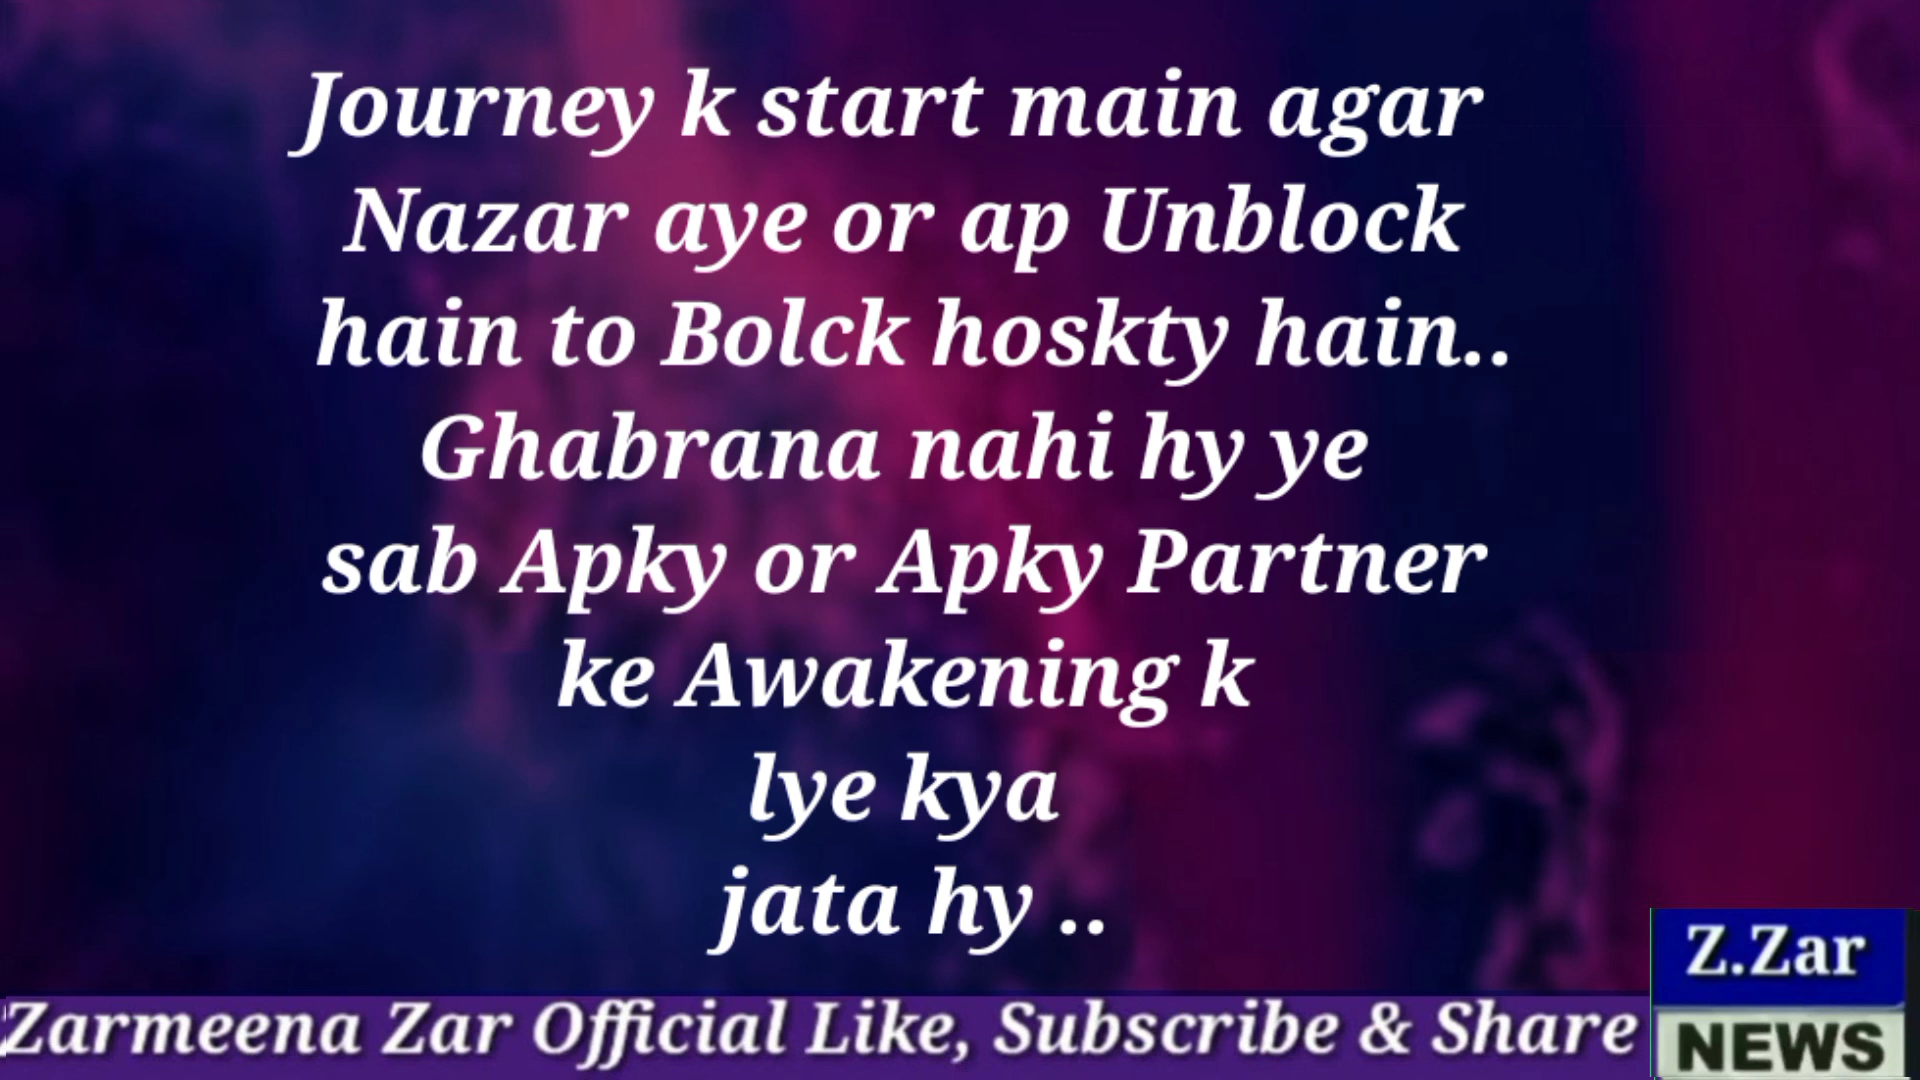 Journey k start main agar
Nazar aye or ap Unblock
hain to Bolck hoskty hain..
Ghabrana nahi hy ye
sab Apky or Apky Partner
ke Awakening k
lye kya
jata hy ..
Z.Zar
Zarmeena Zar Official Like, Subscribe & Share
NEWS